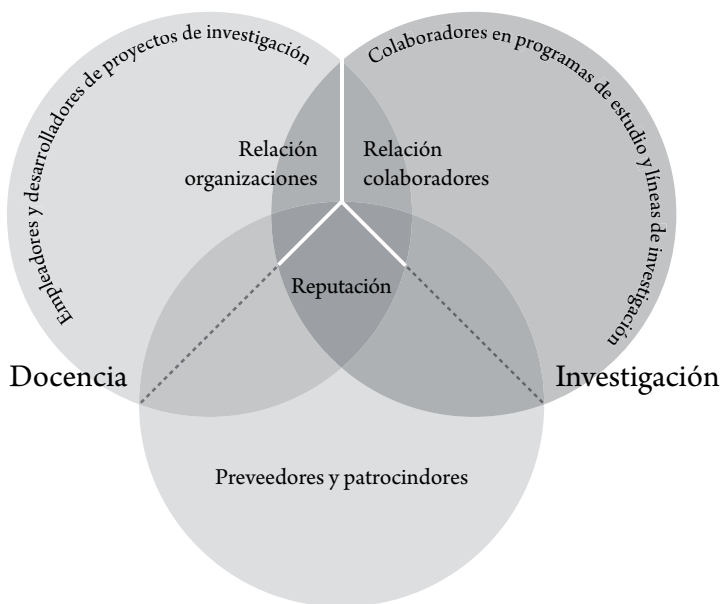 Empleadores y desarrolladores de proyectos de investigación
Colaboradores en programas de estudio y líneas de investigación
Relación
organizaciones
Relación
colaboradores
Reputación
Docencia
Investigación
Preveedores y patrocindores